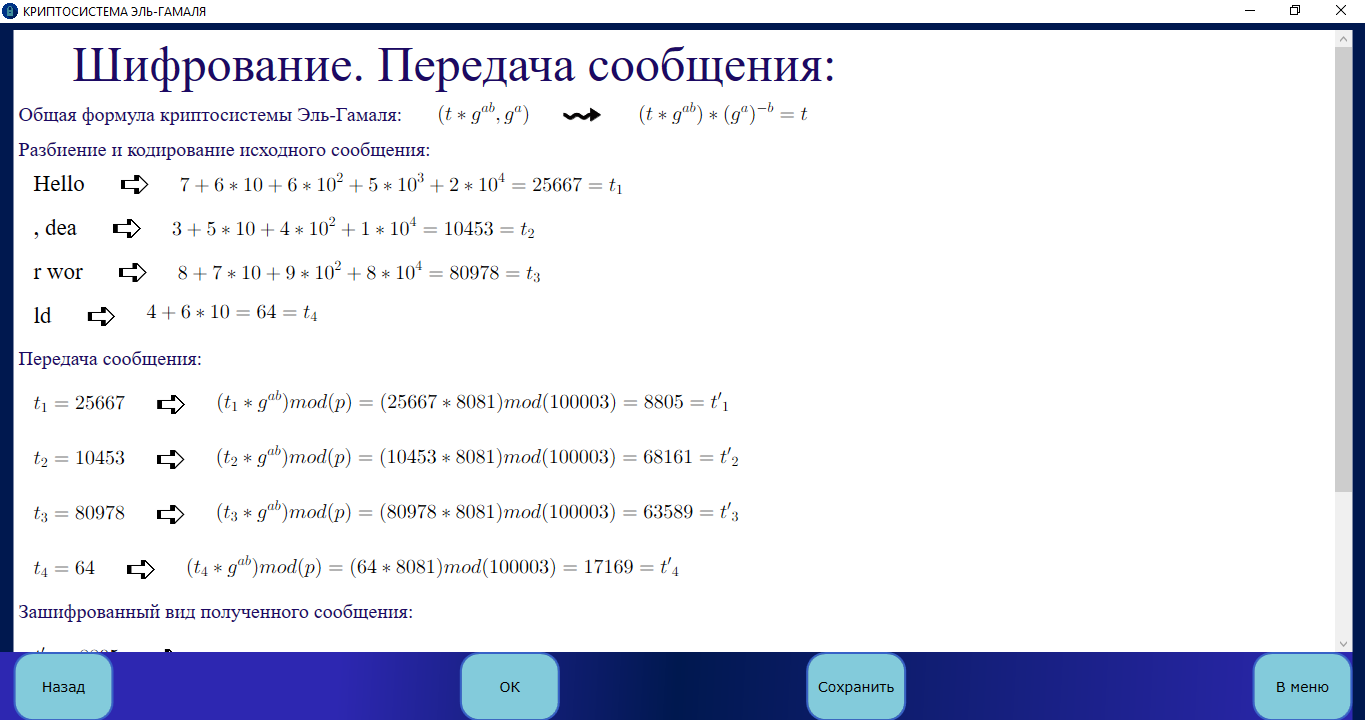 КРИПТОСИСТЕМА ЭЛЬ-ГАМАЛЯ
Шифрование. Передача сообщения:
Общая формула криптосистемы Эль-Гамаля: (t ∗ g^{ab}, g^a) (t ∗ g^{ab}) ∗ (g^a)^{−b} = t
Разбиение и кодирование исходного сообщения:
Hello 7 + 6 ∗ 10 + 6 ∗ 10^2 + 5 ∗ 10^3 + 2 ∗ 10^4 = 25667 = t_1
, dea 3 + 5 ∗ 10 + 4 ∗ 10^2 + 1 ∗ 10^4 = 10453 = t_2
r wor 8 + 7 ∗ 10 + 9 ∗ 10^2 + 8 ∗ 10^4 = 80978 = t_3
ld 4 + 6 ∗ 10 = 64 = t_4
Передача сообщения:
t_1 = 25667 (t_1 ∗ g^{ab})mod(p) = (25667 ∗ 8081)mod(100003) = 8805 = t'_1
t_2 = 10453 (t_2 ∗ g^{ab})mod(p) = (10453 ∗ 8081)mod(100003) = 68161 = t'_2
t_3 = 80978 (t_3 ∗ g^{ab})mod(p) = (80978 ∗ 8081)mod(100003) = 63589 = t'_3
t_4 = 64 (t_4 ∗ g^{ab})mod(p) = (64 ∗ 8081)mod(100003) = 17169 = t'_4
Зашифрованный вид полученного сообщения:
Назад OK Сохранить В меню